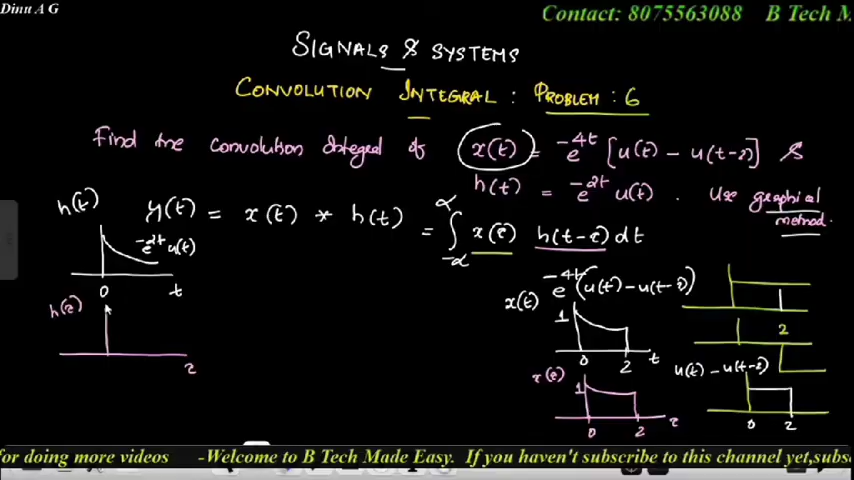 Dinu A G
Contact: 8075563088 B Tech M
SIGNALS & SYSTEMS
CONVOLUTION INTEGRAL : PROBLEM : 6
Find the convolution Integral of x(t) = e^{-4t} [u(t) - u(t-2)] &
h(t) = e^{-2t} u(t). Use graphical
method.
h(t)
y(t) = x(t) * h(t) = ∫_{-α}^{α} x(τ) h(t-τ) dτ
e^{-2t} u(t)
0 t
h(τ)
τ
e^{-4t} (u(t) - u(t-2))
x(t)
1
0 2 t
x(τ)
1
0 2 τ
2
u(t) - u(t-2)
0 2
for doing more videos -Welcome to B Tech Made Easy. If you haven't subscribe to this channel yet,subs